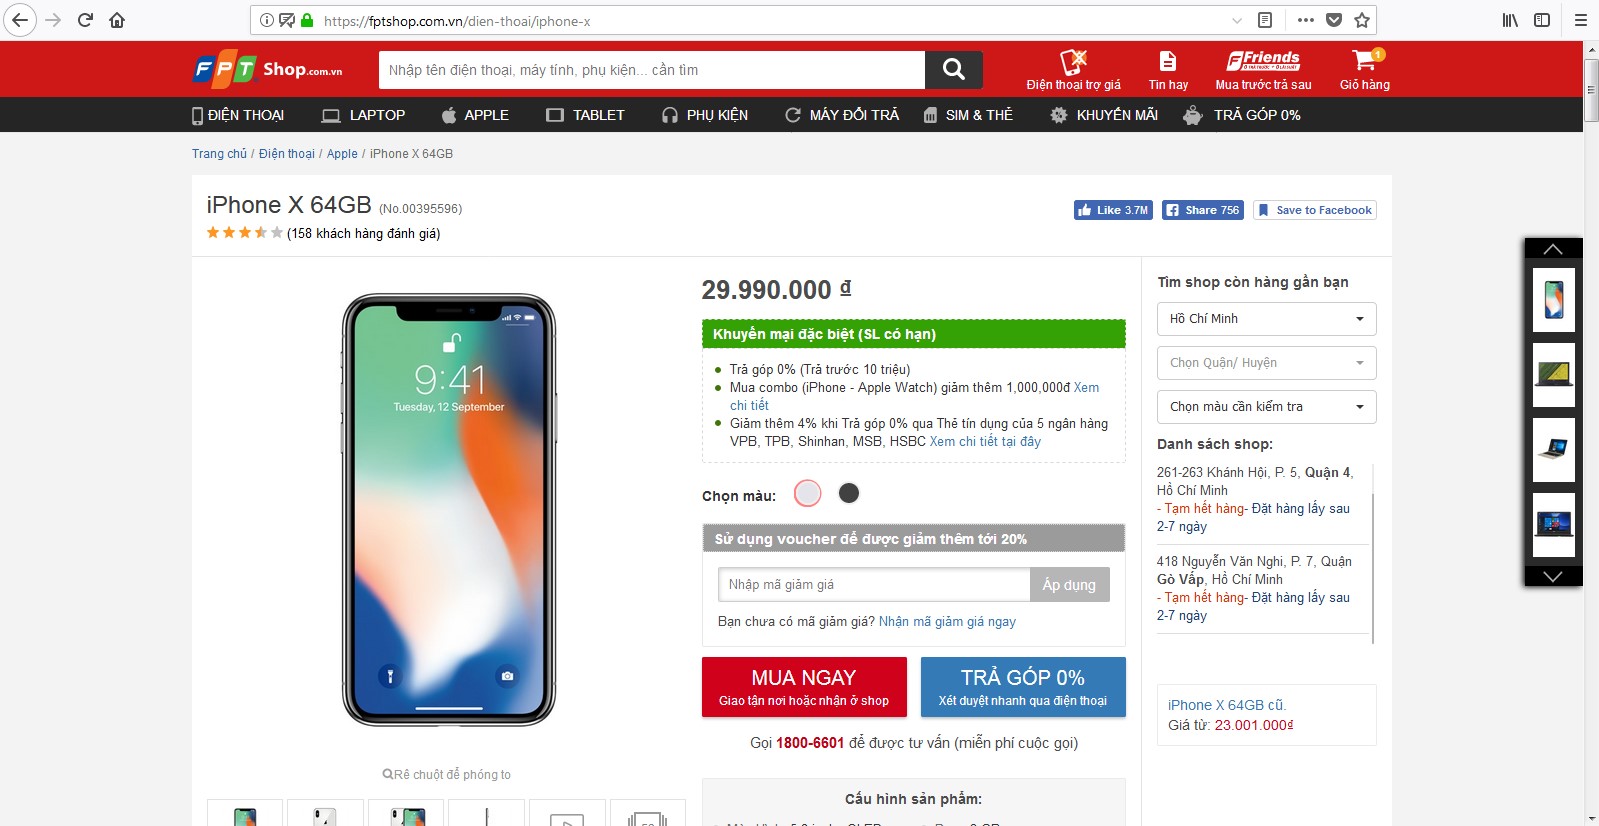 https://fptshop.com.vn/dien-thoai/iphone-x
FPT Shop.com.vn
Nhập tên điện thoại, máy tính, phụ kiện... cần tìm
Điện thoại trợ giá
Tin hay
Friends
Mua trước trả sau
1
Giỏ hàng
ĐIỆN THOẠI LAPTOP APPLE TABLET PHỤ KIỆN MÁY ĐỔI TRẢ SIM & THẺ KHUYẾN MÃI TRẢ GÓP 0%
Trang chủ / Điện thoại / Apple / iPhone X 64GB
iPhone X 64GB (No.00395596)
(158 khách hàng đánh giá)
Like 3.7M Share 756 Save to Facebook
9:41
Tuesday, 12 September
Rê chuột để phóng to
29.990.000 ₫
Khuyến mại đặc biệt (SL có hạn)
Trả góp 0% (Trả trước 10 triệu)
Mua combo (iPhone - Apple Watch) giảm thêm 1,000,000đ Xem
chi tiết
Giảm thêm 4% khi Trả góp 0% qua Thẻ tín dụng của 5 ngân hàng
VPB, TPB, Shinhan, MSB, HSBC Xem chi tiết tại đây
Chọn màu:
Sử dụng voucher để được giảm thêm tới 20%
Nhập mã giảm giá
Áp dụng
Bạn chưa có mã giảm giá? Nhận mã giảm giá ngay
MUA NGAY
Giao tận nơi hoặc nhận ở shop
TRẢ GÓP 0%
Xét duyệt nhanh qua điện thoại
Gọi 1800-6601 để được tư vấn (miễn phí cuộc gọi)
Cấu hình sản phẩm:
Tìm shop còn hàng gần bạn
Hồ Chí Minh
Chọn Quận/ Huyện
Chọn màu cần kiểm tra
Danh sách shop:
261-263 Khánh Hội, P. 5, Quận 4,
Hồ Chí Minh
- Tạm hết hàng- Đặt hàng lấy sau
2-7 ngày
418 Nguyễn Văn Nghi, P. 7, Quận
Gò Vấp, Hồ Chí Minh
- Tạm hết hàng- Đặt hàng lấy sau
2-7 ngày
iPhone X 64GB cũ.
Giá từ: 23.001.000₫